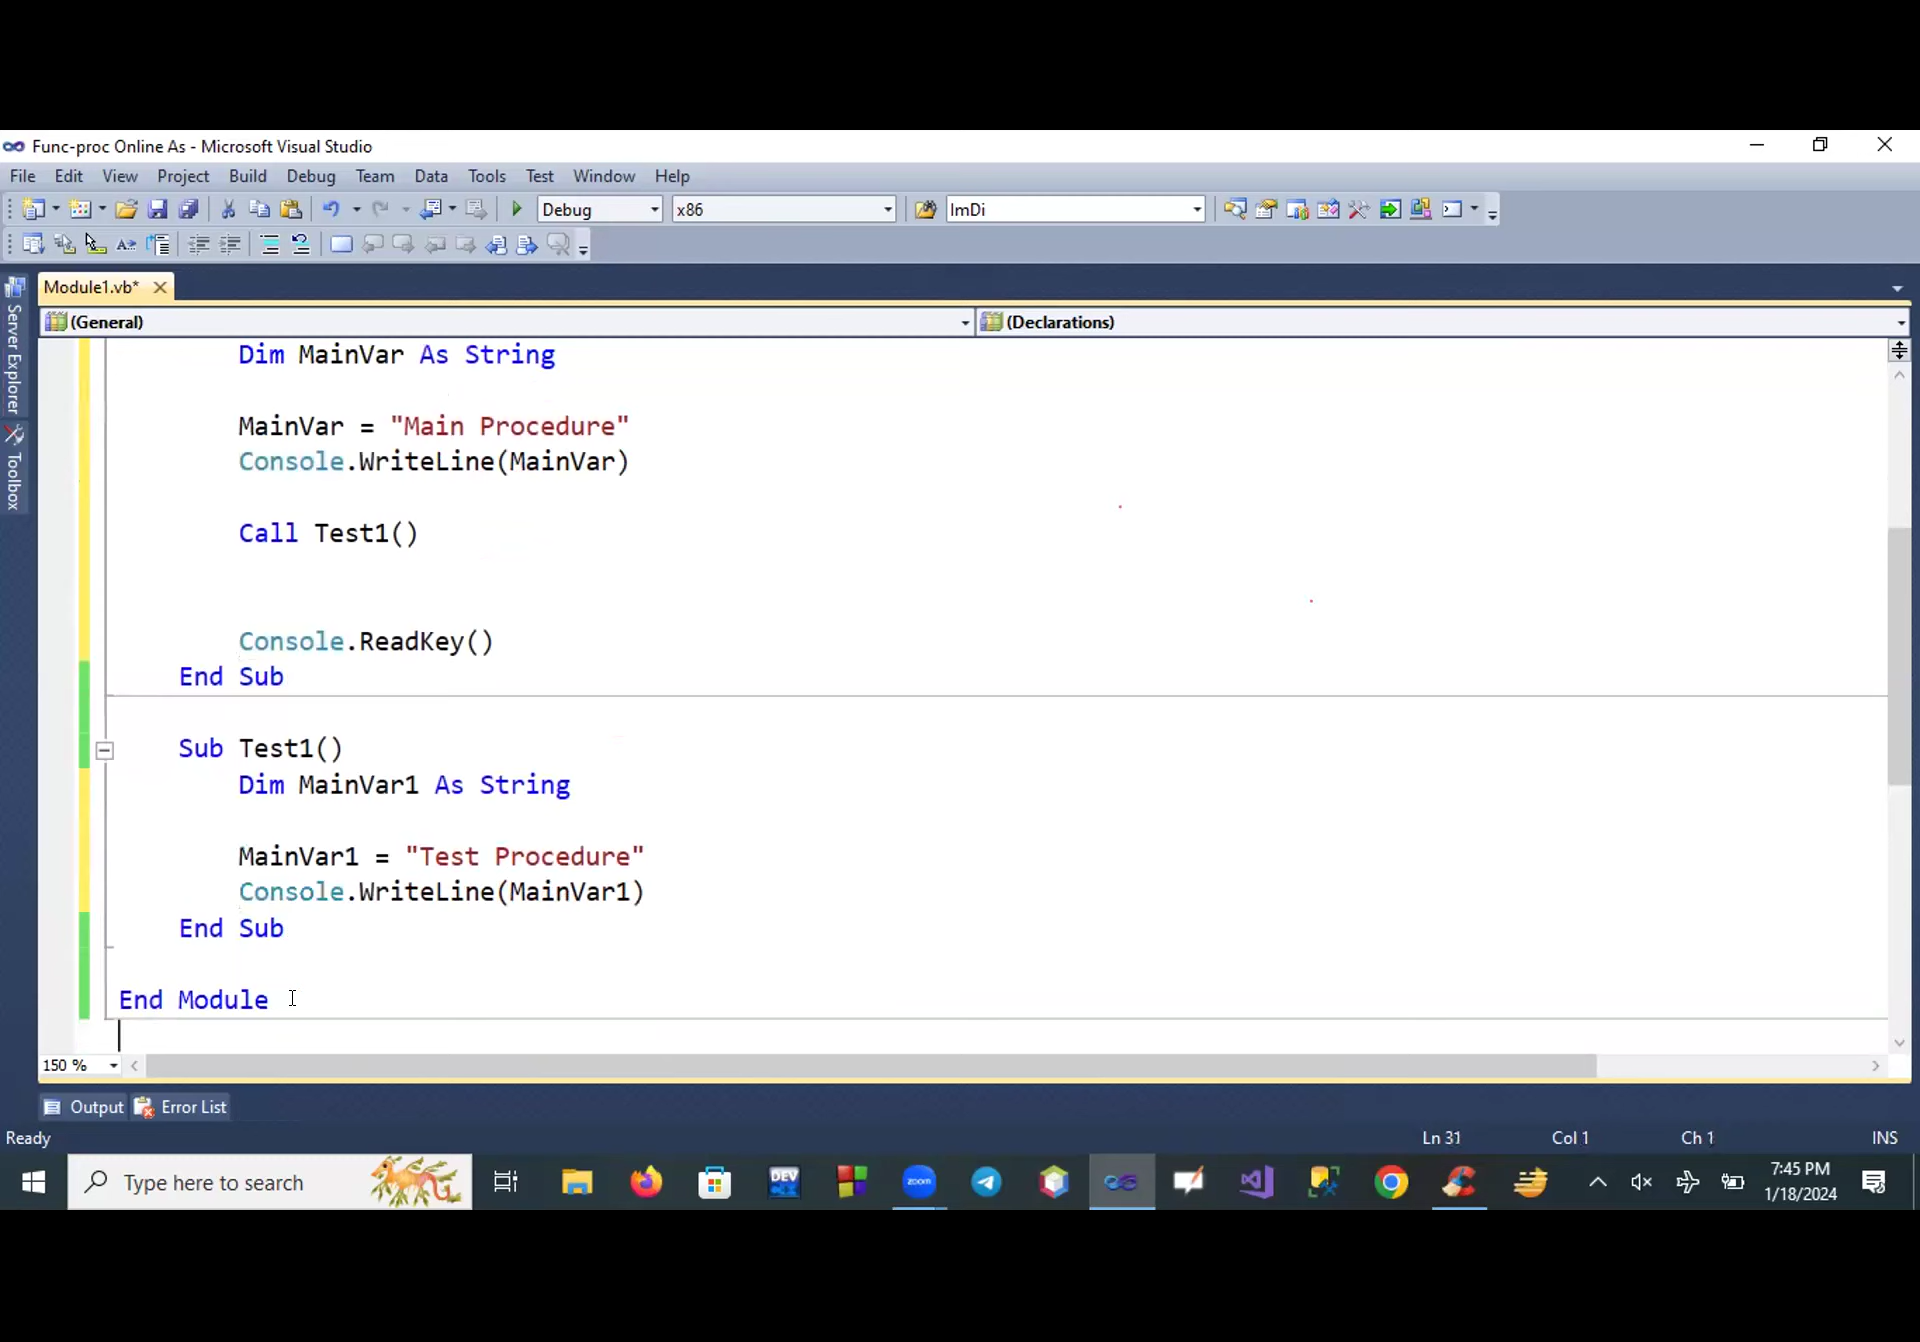 Func-proc Online As - Microsoft Visual Studio
File Edit View Project Build Debug Team Data Tools Test Window Help
Debug x86 ImDi
Module1.vb*
(General) (Declarations)
Server Explorer
Toolbox
Dim MainVar As String
MainVar = "Main Procedure"
Console.WriteLine(MainVar)
Call Test1()
Console.ReadKey()
End Sub
Sub Test1()
Dim MainVar1 As String
MainVar1 = "Test Procedure"
Console.WriteLine(MainVar1)
End Sub
End Module
150 %
Output Error List
Ready Ln 31 Col 1 Ch 1 INS
Type here to search DEV zoom 7:45 PM
1/18/2024